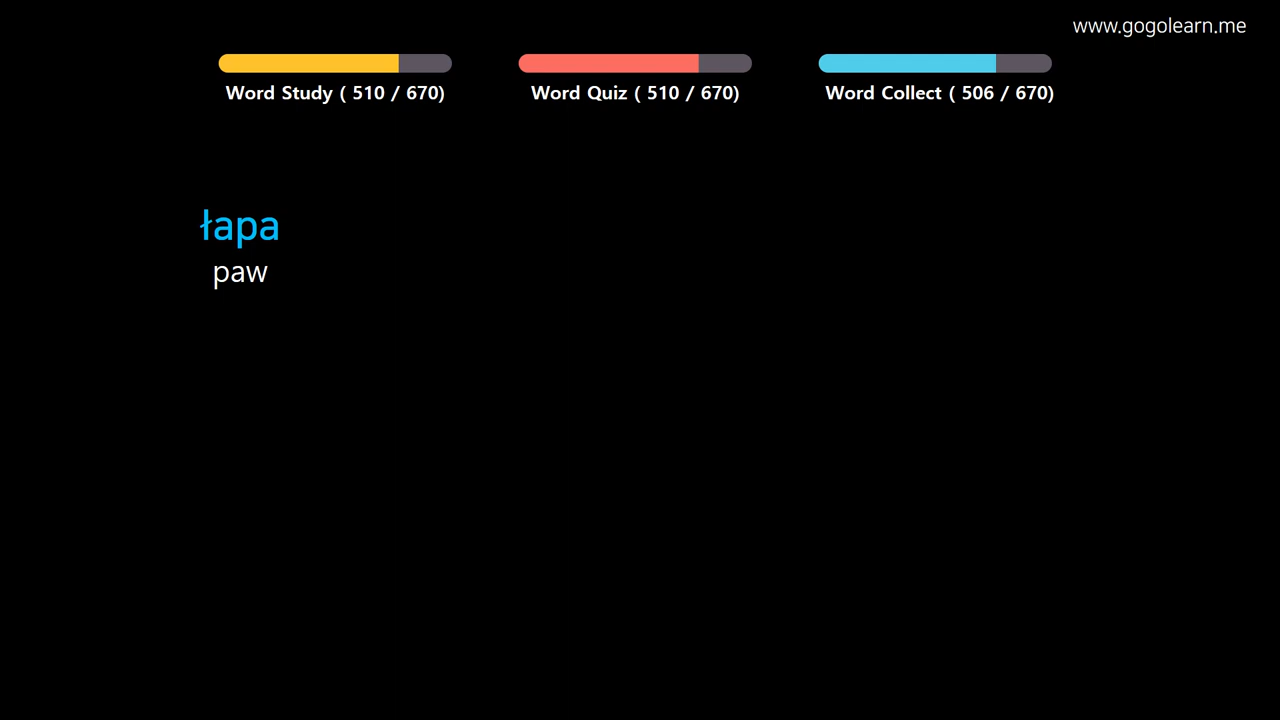 www.gogolearn.me
Word Study ( 510 / 670)
Word Quiz ( 510 / 670)
Word Collect ( 506 / 670)
łapa
paw